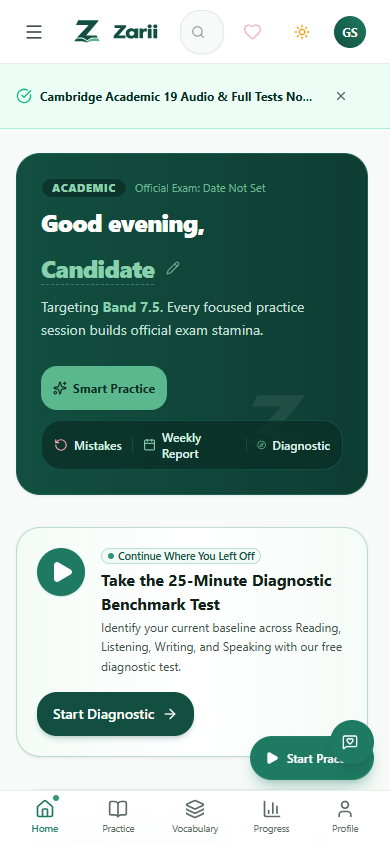 Zarii
GS
Cambridge Academic 19 Audio & Full Tests No...
ACADEMIC Official Exam: Date Not Set
Good evening,
Candidate
Targeting Band 7.5. Every focused practice
session builds official exam stamina.
Smart Practice
Mistakes
Weekly
Report
Diagnostic
Continue Where You Left Off
Take the 25-Minute Diagnostic
Benchmark Test
Identify your current baseline across Reading,
Listening, Writing, and Speaking with our free
diagnostic test.
Start Diagnostic
Start
Home Practice Vocabulary Progress Profile